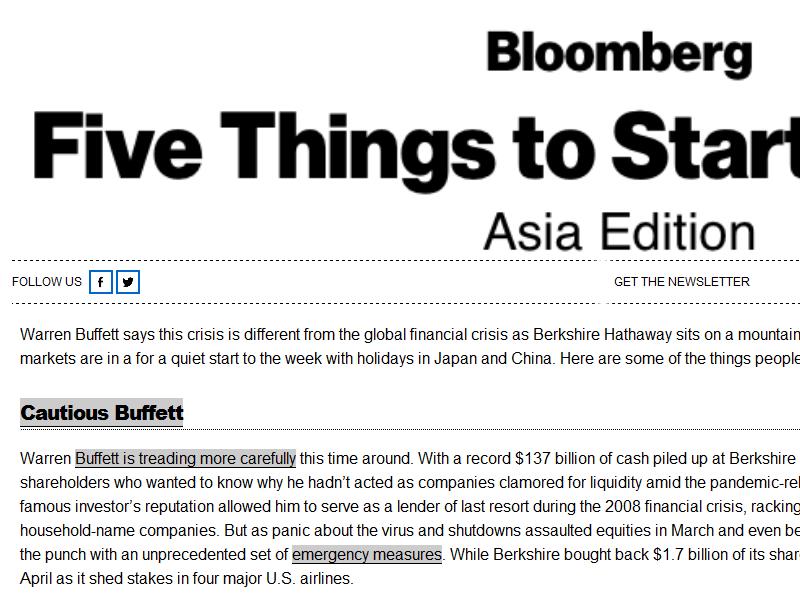 Bloomberg
Five Things to Start
Asia Edition
FOLLOW US
GET THE NEWSLETTER
Warren Buffett says this crisis is different from the global financial crisis as Berkshire Hathaway sits on a mountain
markets are in a for a quiet start to the week with holidays in Japan and China. Here are some of the things people
Cautious Buffett
Warren Buffett is treading more carefully this time around. With a record $137 billion of cash piled up at Berkshire
shareholders who wanted to know why he hadn’t acted as companies clamored for liquidity amid the pandemic-rel
famous investor’s reputation allowed him to serve as a lender of last resort during the 2008 financial crisis, racking
household-name companies. But as panic about the virus and shutdowns assaulted equities in March and even be
the punch with an unprecedented set of emergency measures. While Berkshire bought back $1.7 billion of its shar
April as it shed stakes in four major U.S. airlines.